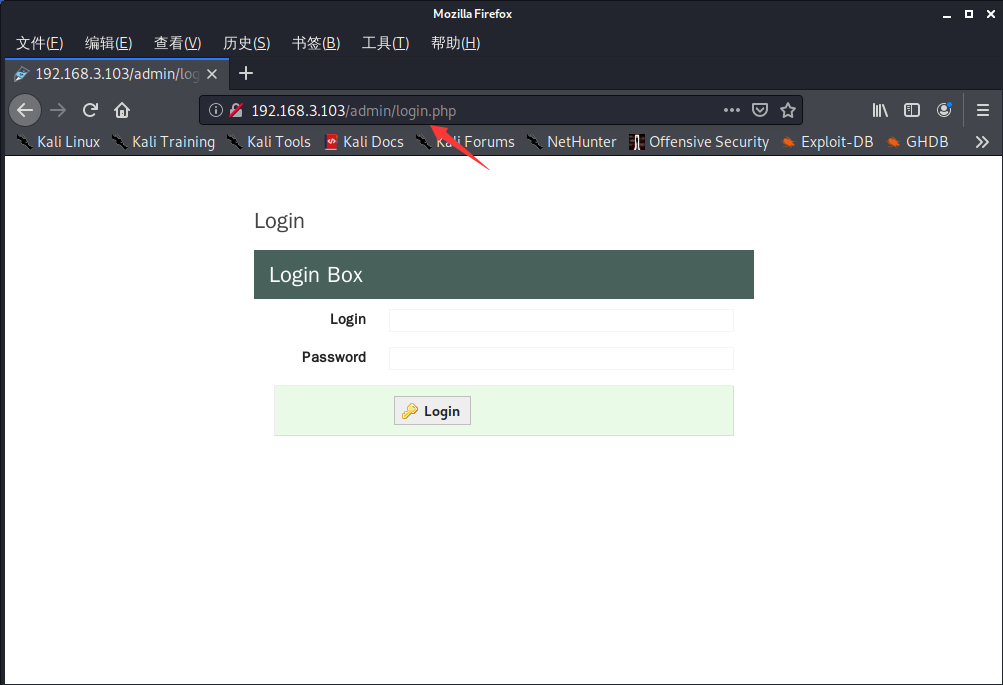 Mozilla Firefox
文件(F) 编辑(E) 查看(V) 历史(S) 书签(B) 工具(T) 帮助(H)
192.168.3.103/admin/log
192.168.3.103/admin/login.php
Kali Linux Kali Training Kali Tools Kali Docs Kali Forums NetHunter Offensive Security Exploit-DB GHDB
Login
Login Box
Login
Password
Login